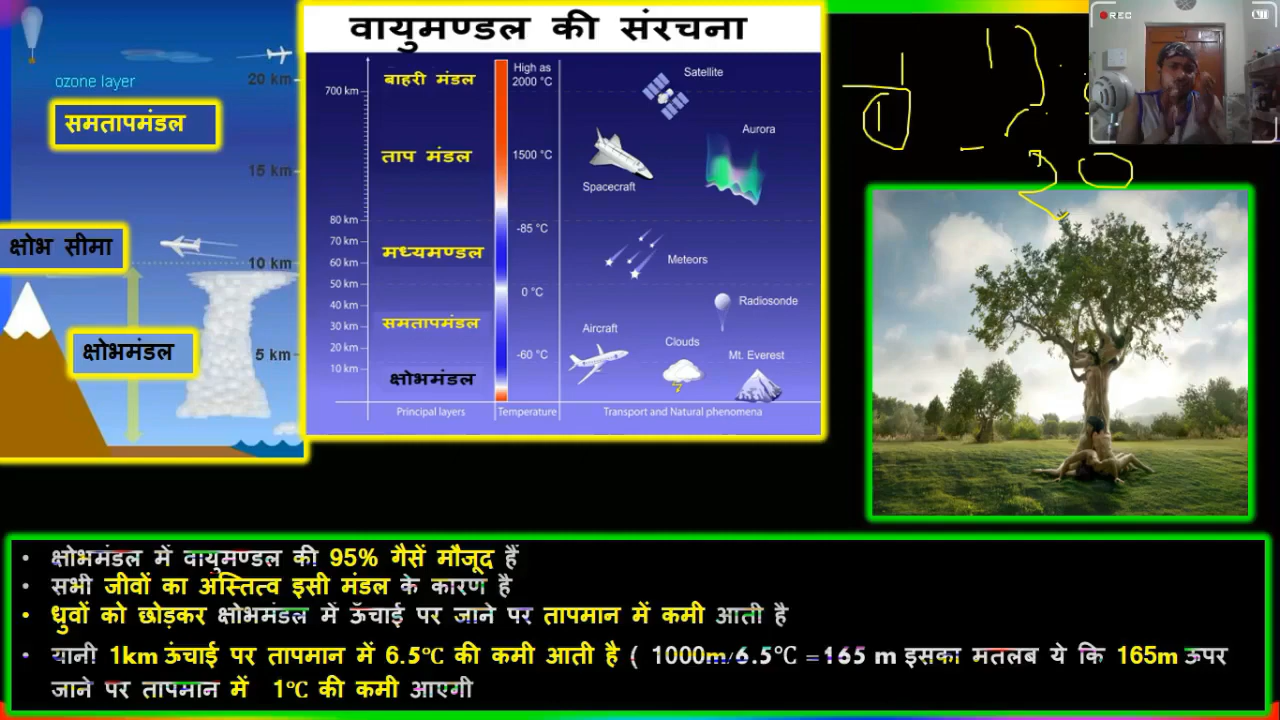 वायुमण्डल की संरचना
ozone layer
20 km
समतापमंडल
15 km
क्षोभ सीमा
10 km
क्षोभमंडल
5 km
700 km
80 km
70 km
60 km
50 km
40 km
30 km
20 km
10 km
बाहरी मंडल
ताप मंडल
मध्यमण्डल
समतापमंडल
क्षोभमंडल
Principal layers
High as
2000 °C
1500 °C
-85 °C
0 °C
-60 °C
Temperature
Satellite
Aurora
Spacecraft
Meteors
Radiosonde
Aircraft
Clouds
Mt. Everest
Transport and Natural phenomena
REC
• क्षोभमंडल में वायुमण्डल की 95% गैसें मौजूद हैं
• सभी जीवों का अस्तित्व इसी मंडल के कारण है
• धुवों को छोड़कर क्षोभमंडल में ऊँचाई पर जाने पर तापमान में कमी आती है
• यानी 1km ऊंचाई पर तापमान में 6.5℃ की कमी आती है ( 1000m/6.5℃ =165 m इसका मतलब ये कि 165m ऊपर
जाने पर तापमान में 1℃ की कमी आएगी